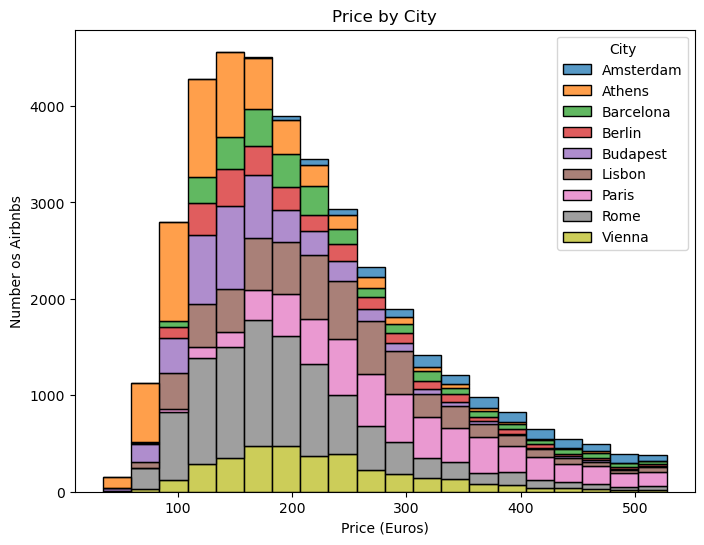 Price by City
City
Amsterdam
Athens
Barcelona
Berlin
Budapest
Lisbon
Paris
Rome
Vienna
Number os Airbnbs
4000
3000
2000
1000
0
100 200 300 400 500
Price (Euros)